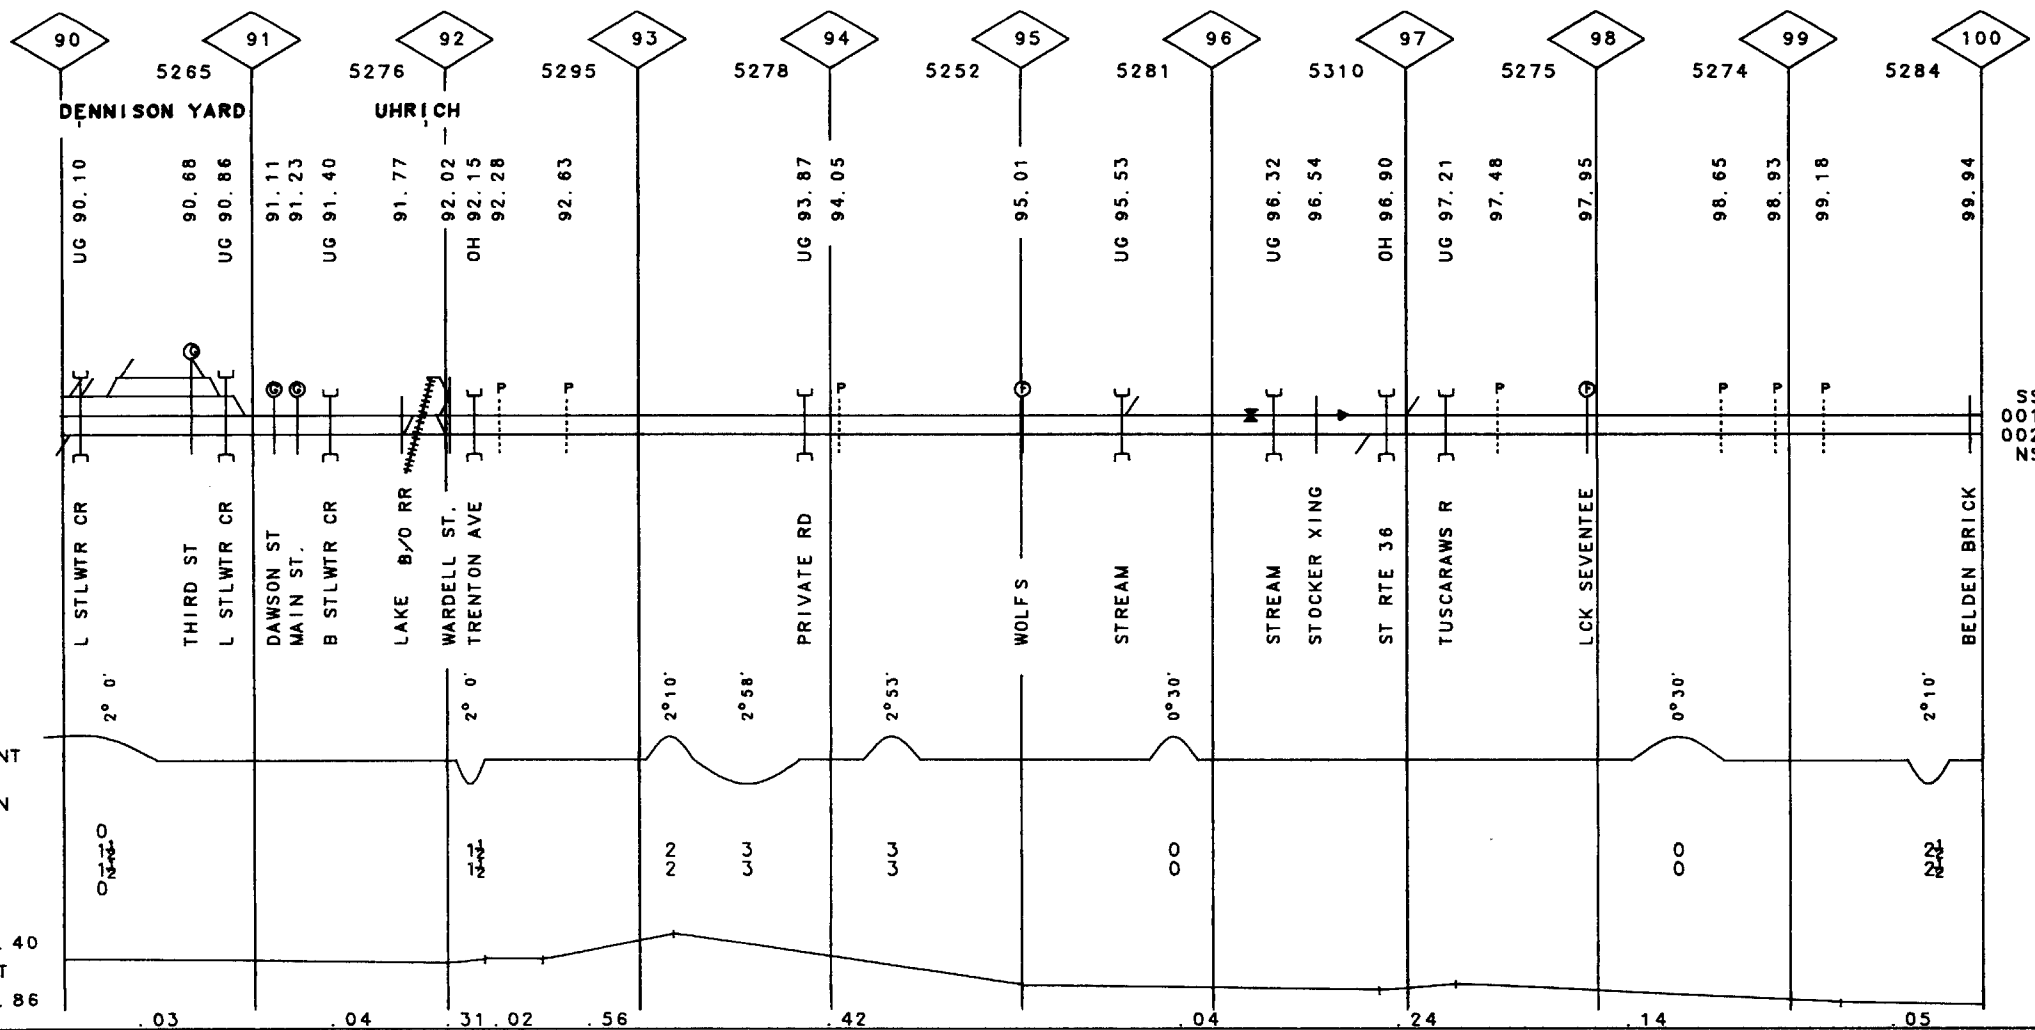 90 91 92 93 94 95 96 97 98 99 100
5265 5276 5295 5278 5252 5281 5310 5275 5274 5284
DENNISON YARD UHRICH
UG 90.10
90.68
UG 90.86
91.11
91.23
UG 91.40
91.77
92.02
OH 92.15
92.28
92.63
UG 93.87
94.05
95.01
UG 95.53
UG 96.32
96.54
OH 96.90
UG 97.21
97.48
97.95
98.65
98.93
99.18
99.94
G G G P P P F F P P P P
SS
001
002
NS
L STLWTR CR
THIRD ST
L STLWTR CR
DAWSON ST
MAIN ST.
B STLWTR CR
LAKE B/O RR
WARDELL ST.
TRENTON AVE
PRIVATE RD
WOLFS
STREAM
STREAM
STOCKER XING
ST RTE 36
TUSCARAWS R
LCK SEVENTEE
BELDEN BRICK
2° 0' 2° 0' 2°10' 2°58' 2°53' 0°30' 0°30' 2°10'
NT
N
0
1½ 1½ 2 3 3 0 0 2½
1½ 1½ 2 3 3 0 0 2½
0
.40
T
.86
.03 .04 .31 .02 .56 .42 .04 .24 .14 .05